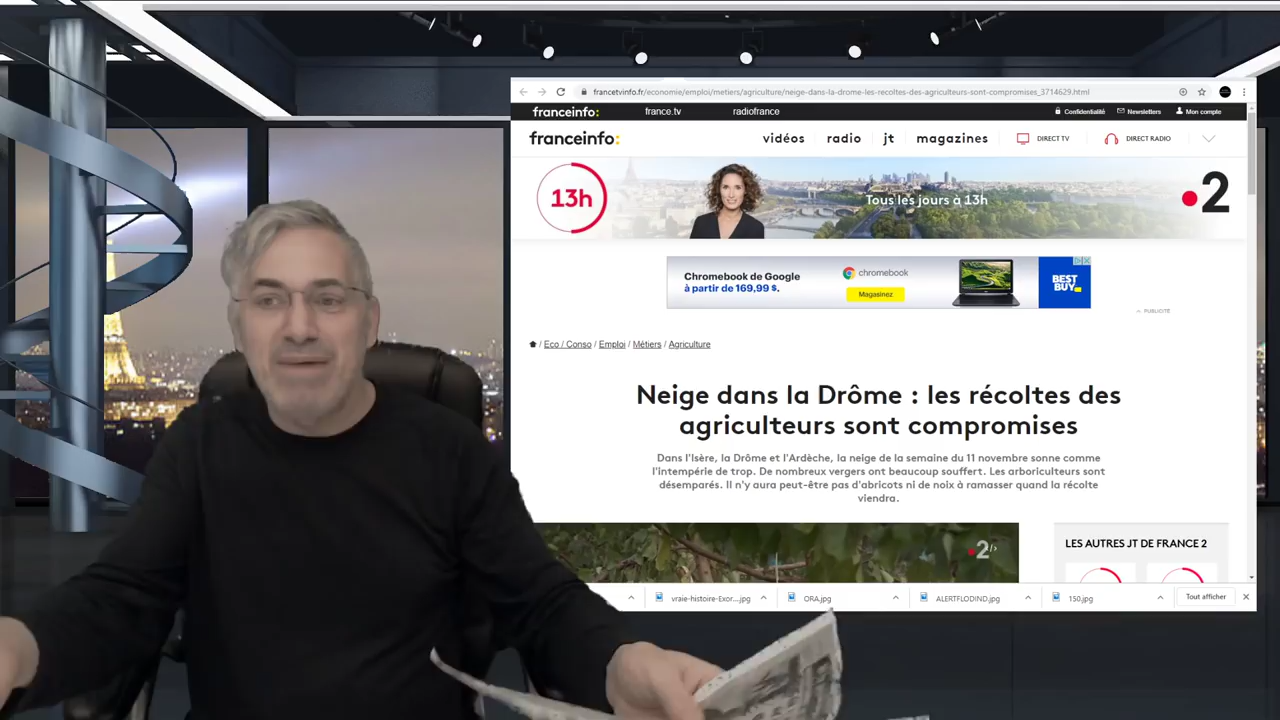 francetvinfo.fr/economie/emploi/metiers/agriculture/neige-dans-la-drome-les-recoltes-des-agriculteurs-sont-compromises_3714629.html
franceinfo: france.tv radiofrance Confidentialité Newsletters Mon compte
franceinfo: vidéos radio jt magazines DIRECT TV DIRECT RADIO
13h Tous les jours à 13h 2
Chromebook de Google
à partir de 169,99 $.
chromebook
Magasinez
BEST
BUY
PUBLICITÉ
/ Eco / Conso / Emploi / Métiers / Agriculture
Neige dans la Drôme : les récoltes des
agriculteurs sont compromises
Dans l'Isère, la Drôme et l'Ardèche, la neige de la semaine du 11 novembre sonne comme
l'intempérie de trop. De nombreux vergers ont beaucoup souffert. Les arboriculteurs sont
désemparés. Il n'y aura peut-être pas d'abricots ni de noix à ramasser quand la récolte
viendra.
2
LES AUTRES JT DE FRANCE 2
vraie-histoire-Exor....jpg ORA.jpg ALERTFLODIND.jpg 150.jpg Tout afficher